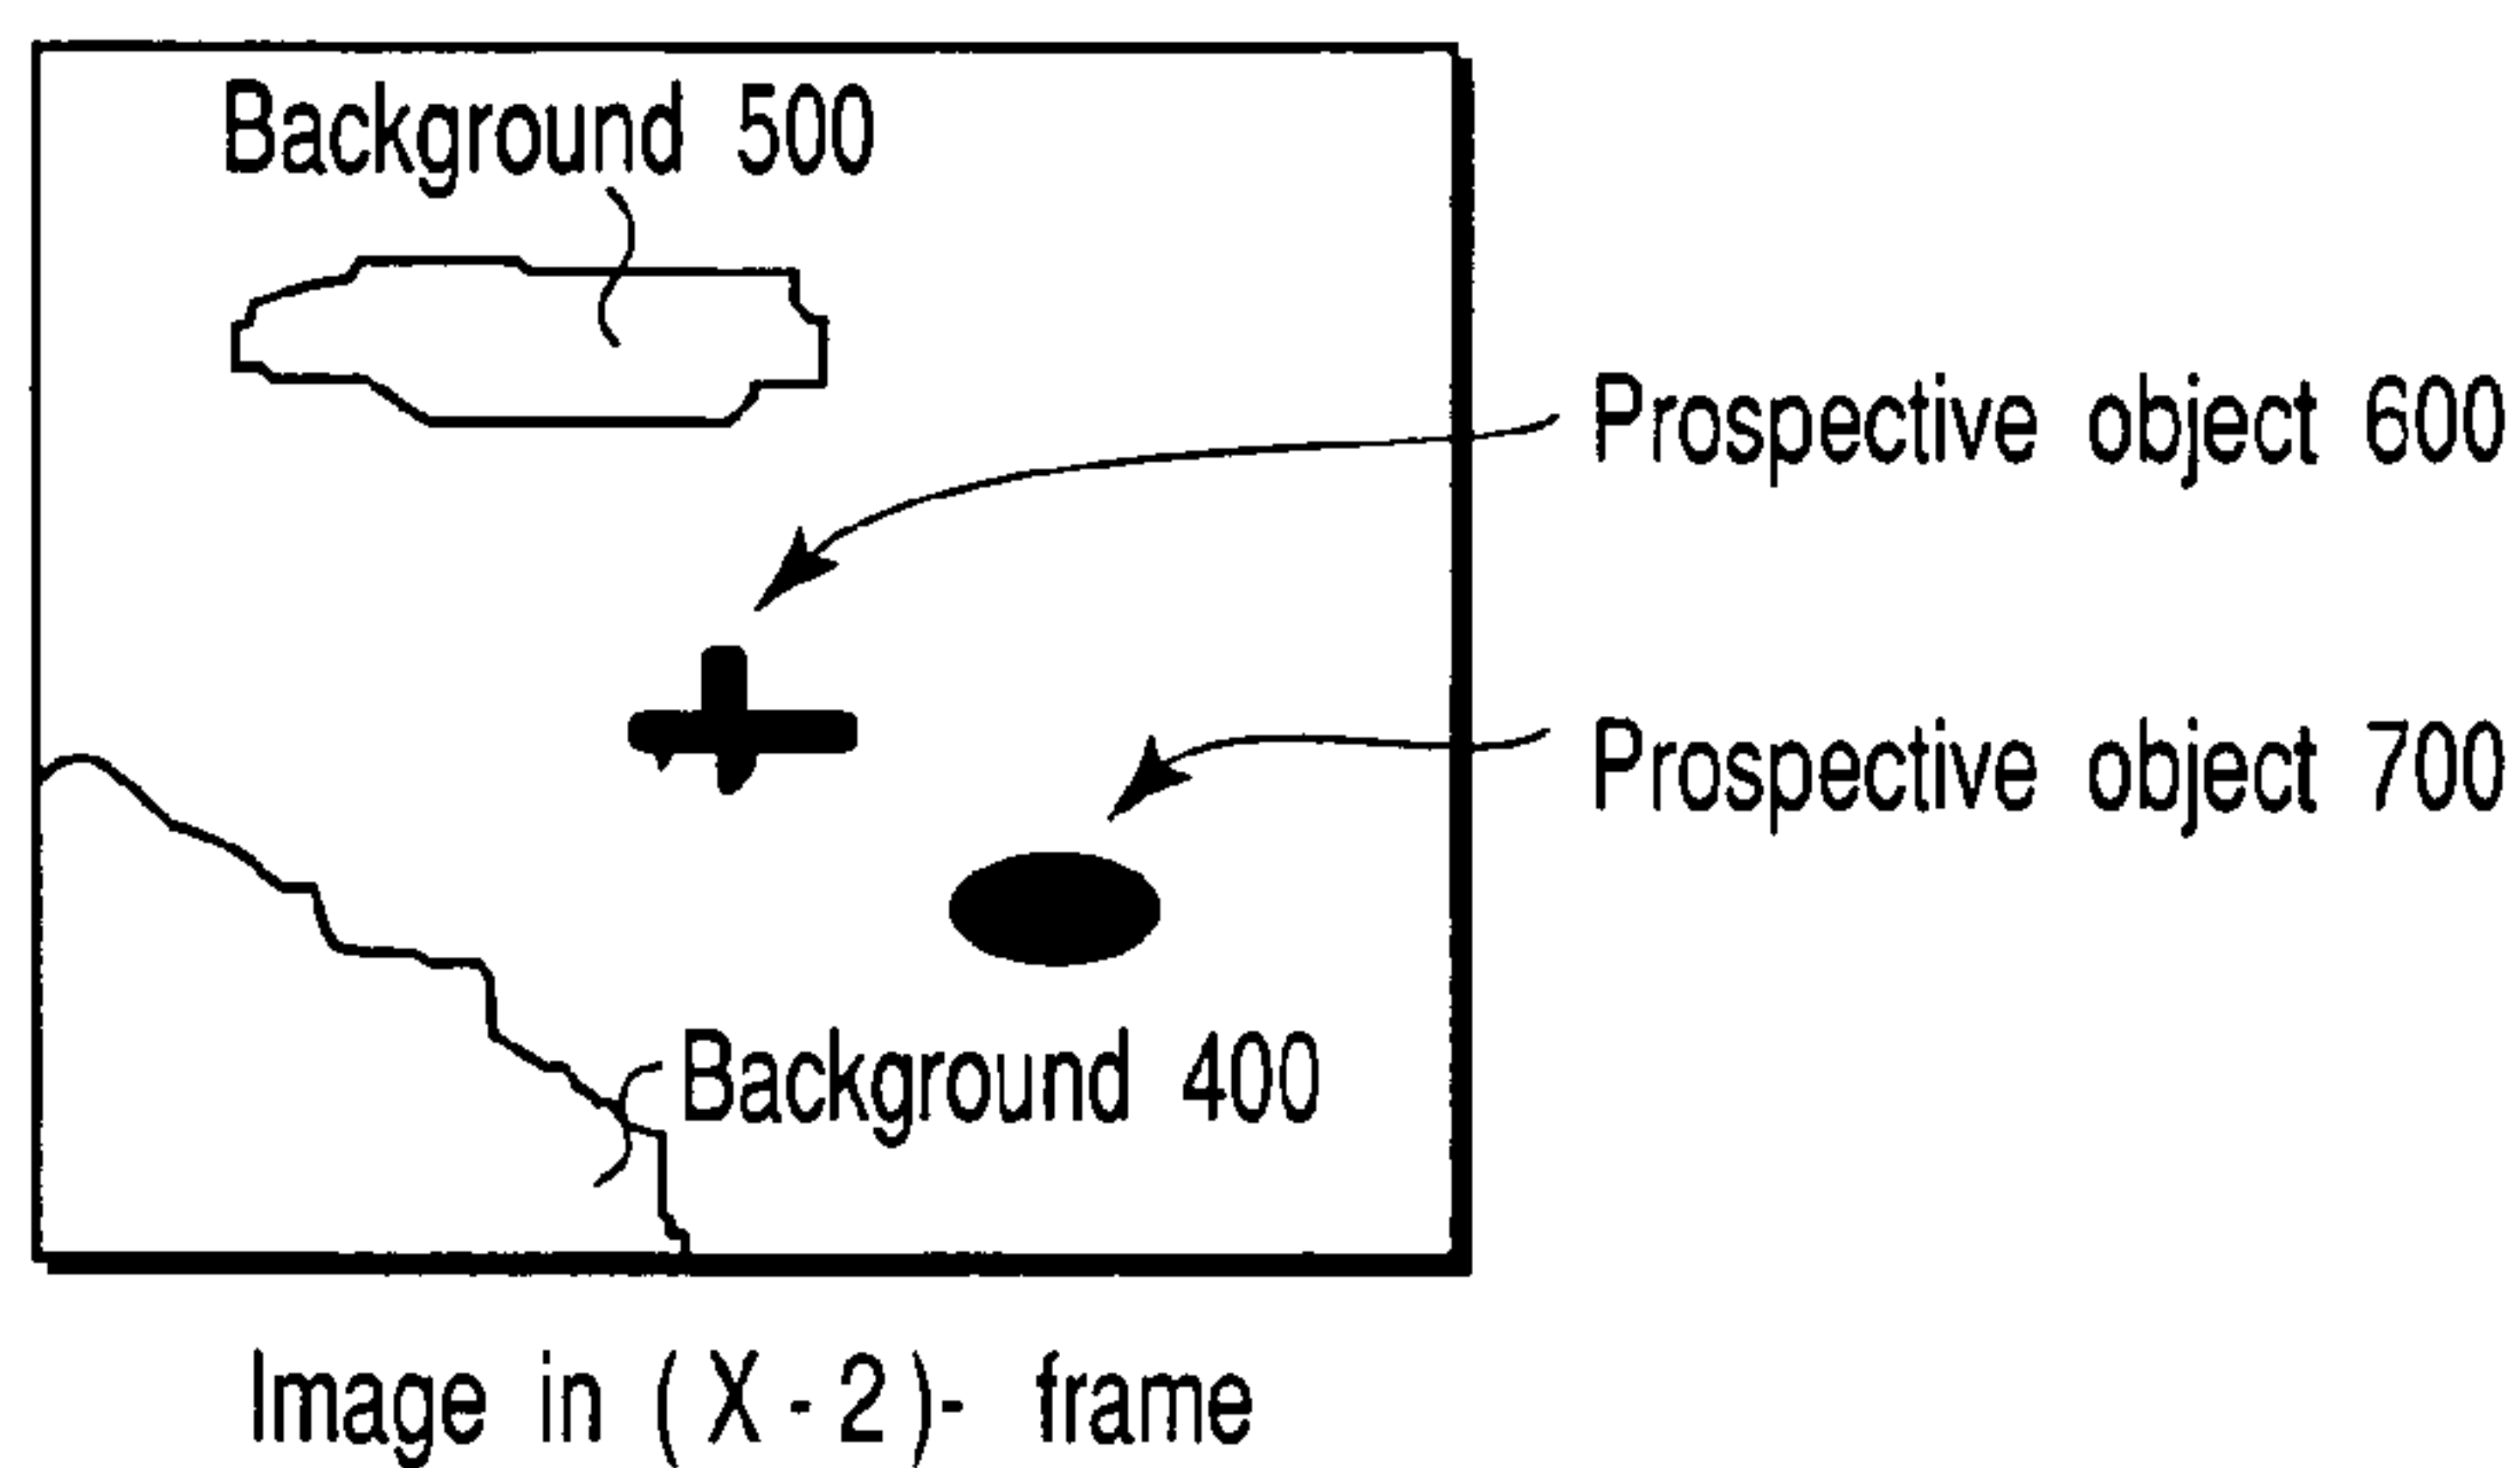 Background 500
Prospective object 600
Prospective object 700
Background 400
Image in (X-2)- frame